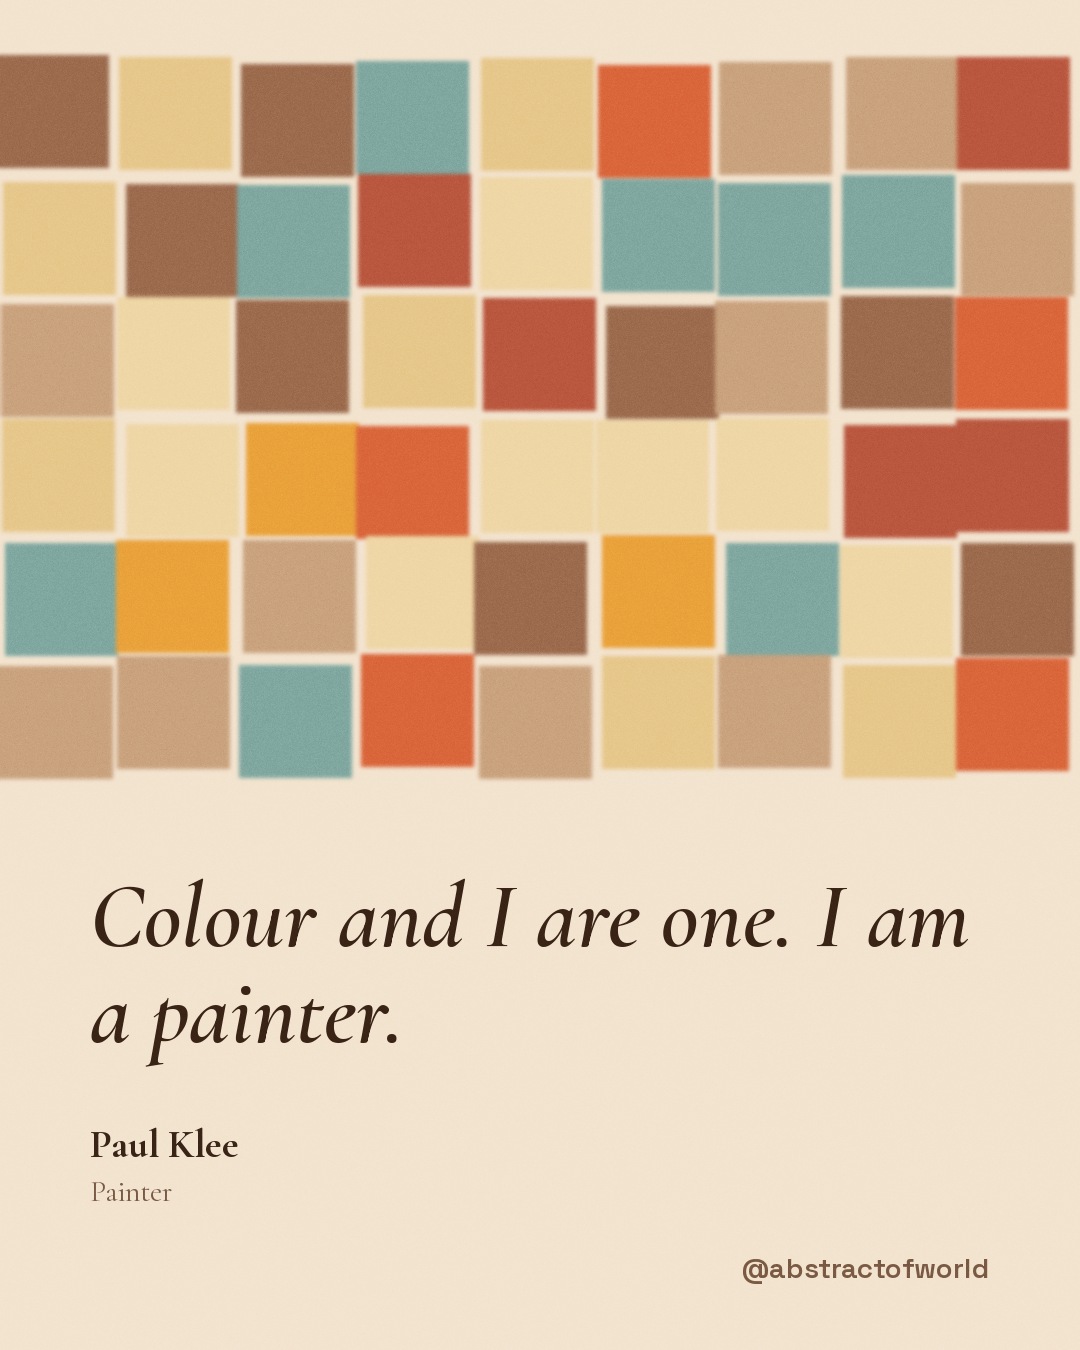 Colour and I are one. I am
a painter.
Paul Klee
Painter
@abstractofworld